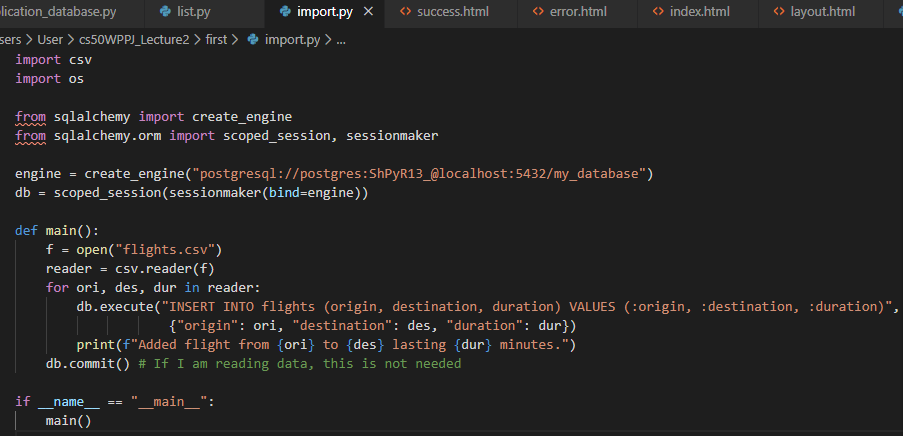 lication_database.py list.py import.py success.html error.html index.html layout.html
sers > User > cs50WPPJ_Lecture2 > first > import.py > ...
import csv
import os
from sqlalchemy import create_engine
from sqlalchemy.orm import scoped_session, sessionmaker
engine = create_engine("postgresql://postgres:ShPyR13_@localhost:5432/my_database")
db = scoped_session(sessionmaker(bind=engine))
def main():
    f = open("flights.csv")
    reader = csv.reader(f)
    for ori, des, dur in reader:
        db.execute("INSERT INTO flights (origin, destination, duration) VALUES (:origin, :destination, :duration)",
                    {"origin": ori, "destination": des, "duration": dur})
        print(f"Added flight from {ori} to {des} lasting {dur} minutes.")
    db.commit() # If I am reading data, this is not needed
if __name__ == "__main__":
    main()